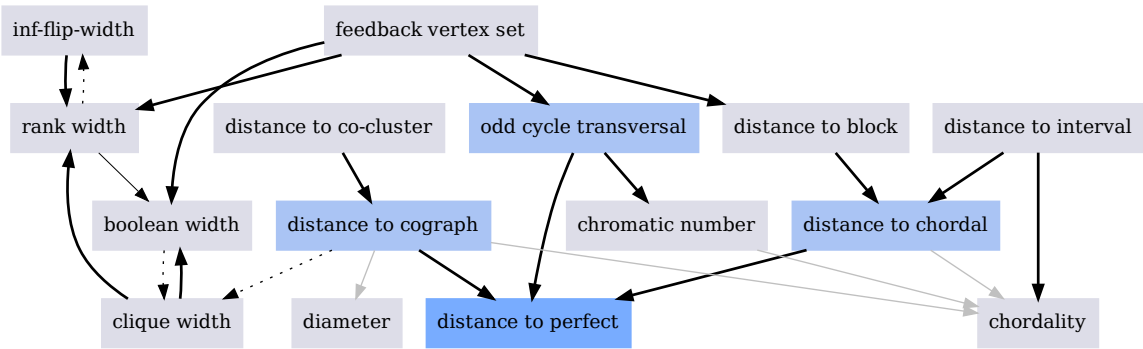 inf-flip-width
feedback vertex set
rank width
distance to co-cluster
odd cycle transversal
distance to block
distance to interval
boolean width
distance to cograph
chromatic number
distance to chordal
clique width
diameter
distance to perfect
chordality